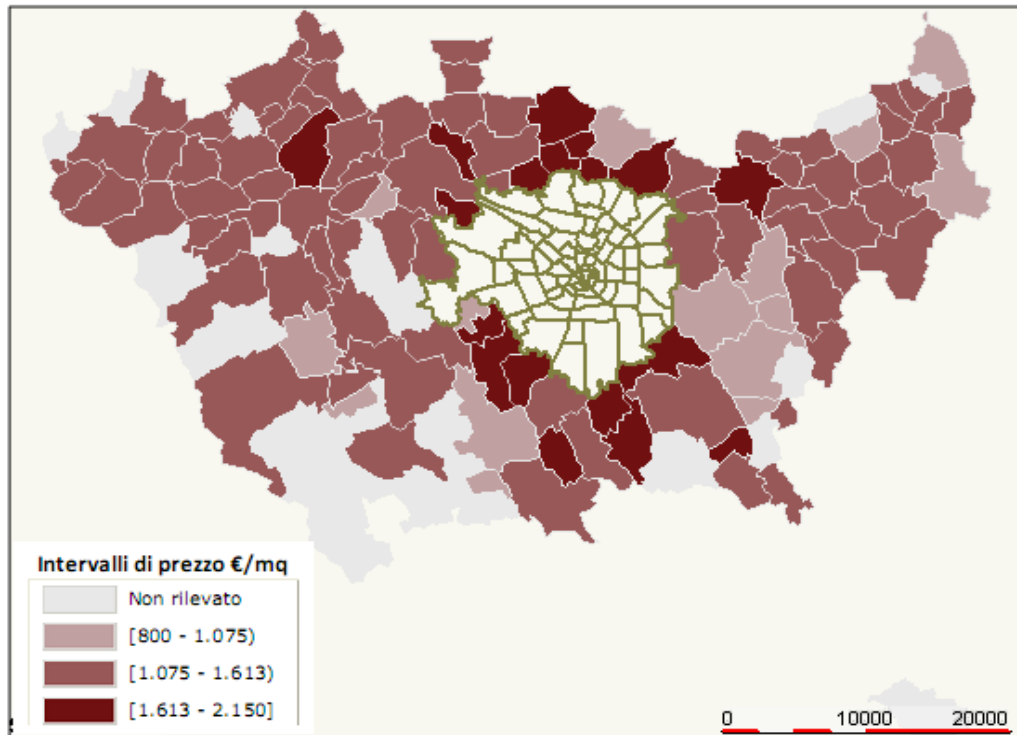 Intervalli di prezzo €/mq
Non rilevato
[800 - 1.075)
[1.075 - 1.613)
[1.613 - 2.150]
0 10000 20000